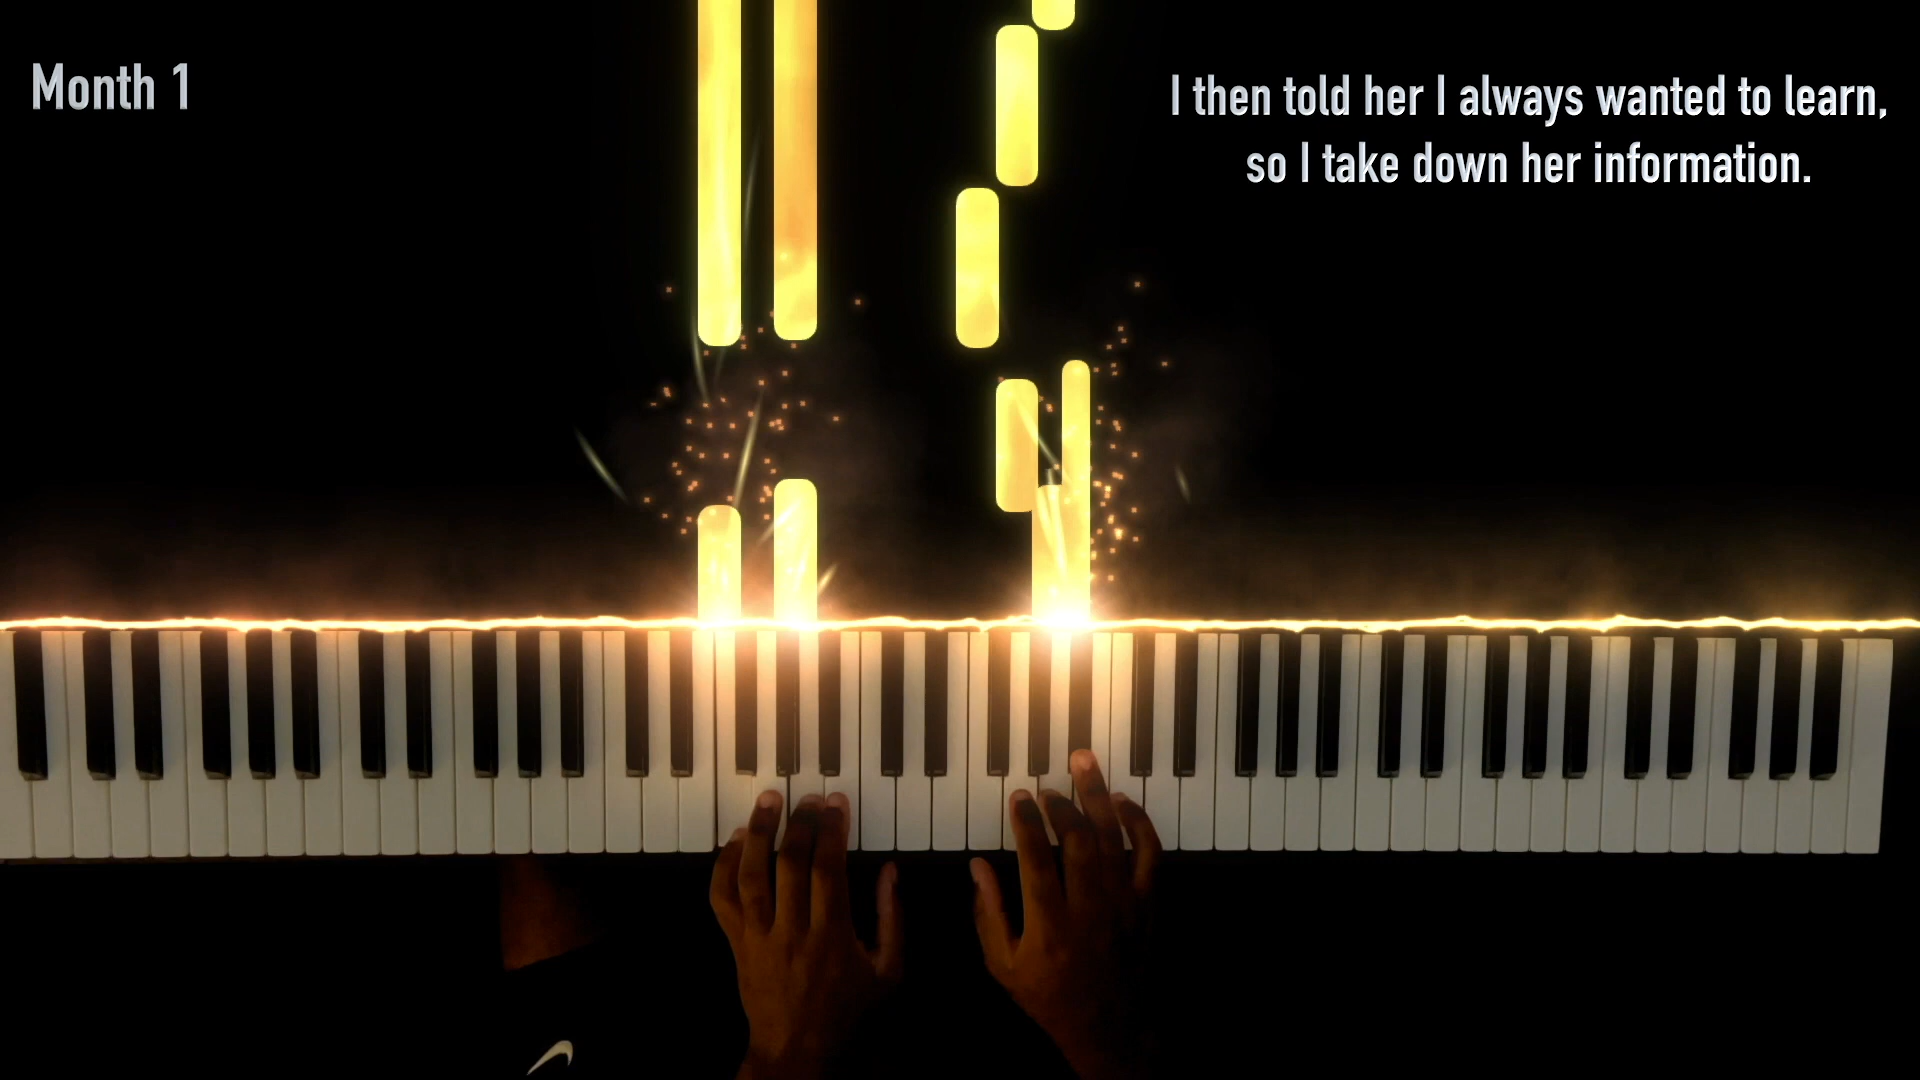 Month 1
I then told her I always wanted to learn,
so I take down her information.